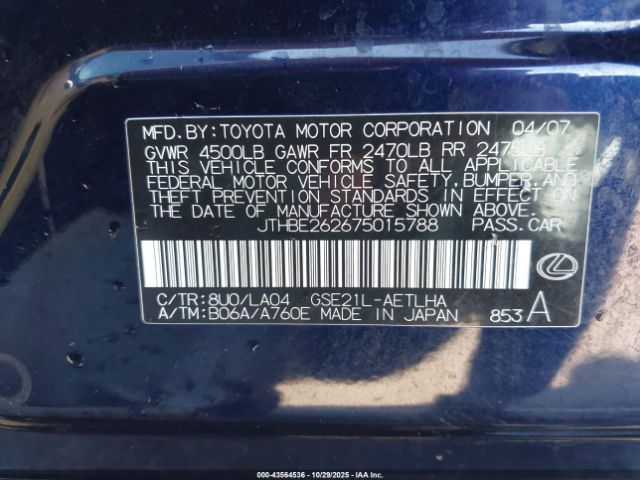 MFD.BY:TOYOTA MOTOR CORPORATION 04/07
GVWR 4500LB GAWR FR 2470LB RR 2475LB
THIS VEHICLE CONFORMS TO ALL APPLICABLE
FEDERAL MOTOR VEHICLE SAFETY, BUMPER, AND
THEFT PREVENTION STANDARDS IN EFFECT ON
THE DATE OF MANUFACTURE SHOWN ABOVE.
JTHBE262675015788 PASS.CAR
C/TR:8U0/LA04 GSE21L-AETLHA
A/TM:B06A/A760E MADE IN JAPAN 853 A
000-43564536 | 10/29/2025 | IAA Inc.